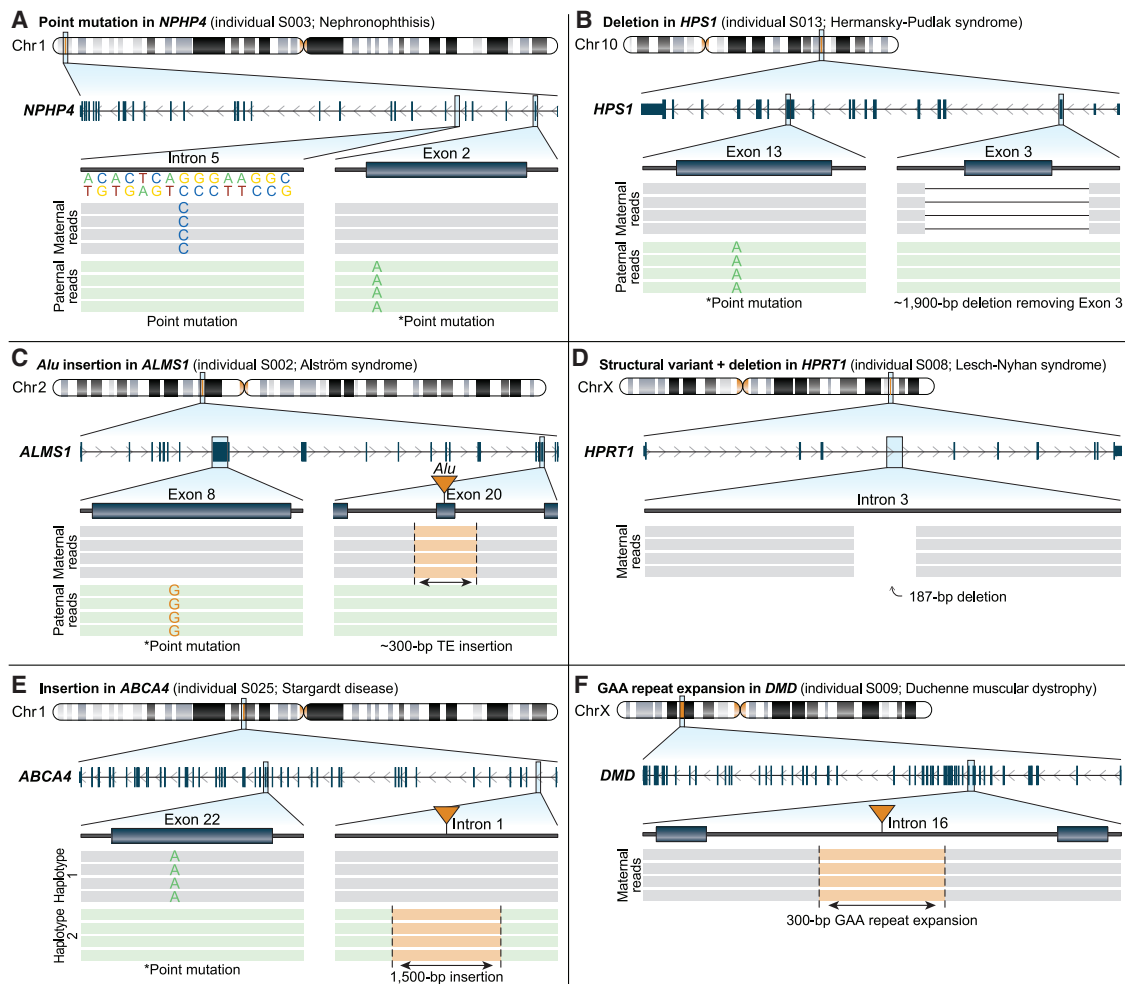 A Point mutation in NPHP4 (individual S003; Nephronophthisis)
Chr1
NPHP4
Intron 5
Exon 2
ACACTCAGGGAAGGC
TGTGAGTCCCTTCCG
Maternal reads
C
C
C
C
Paternal reads
A
A
A
A
Point mutation
*Point mutation
B Deletion in HPS1 (individual S013; Hermansky-Pudlak syndrome)
Chr10
HPS1
Exon 13
Exon 3
Maternal reads
Paternal reads
A
A
A
A
*Point mutation
~1,900-bp deletion removing Exon 3
C Alu insertion in ALMS1 (individual S002; Alström syndrome)
Chr2
ALMS1
Alu
Exon 8
Exon 20
Maternal reads
Paternal reads
G
G
G
G
*Point mutation
~300-bp TE insertion
D Structural variant + deletion in HPRT1 (individual S008; Lesch-Nyhan syndrome)
ChrX
HPRT1
Intron 3
Maternal reads
187-bp deletion
E Insertion in ABCA4 (individual S025; Stargardt disease)
Chr1
ABCA4
Exon 22
Intron 1
Haplotype 1
A
A
A
A
Haplotype 2
*Point mutation
1,500-bp insertion
F GAA repeat expansion in DMD (individual S009; Duchenne muscular dystrophy)
ChrX
DMD
Intron 16
Maternal reads
300-bp GAA repeat expansion